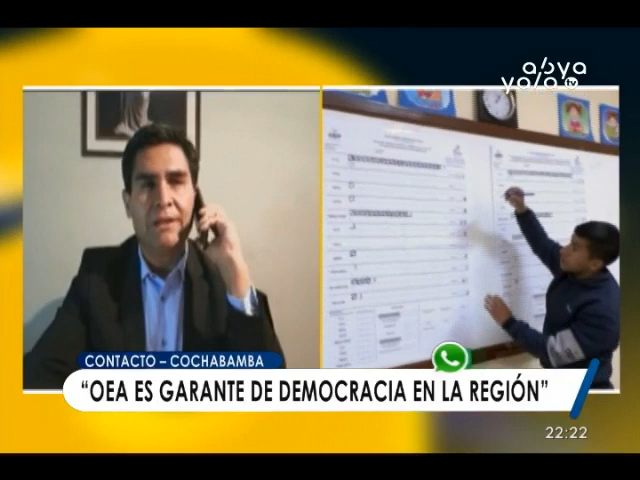 abya
yala tv
CONTACTO – COCHABAMBA
“OEA ES GARANTE DE DEMOCRACIA EN LA REGIÓN”
22:22